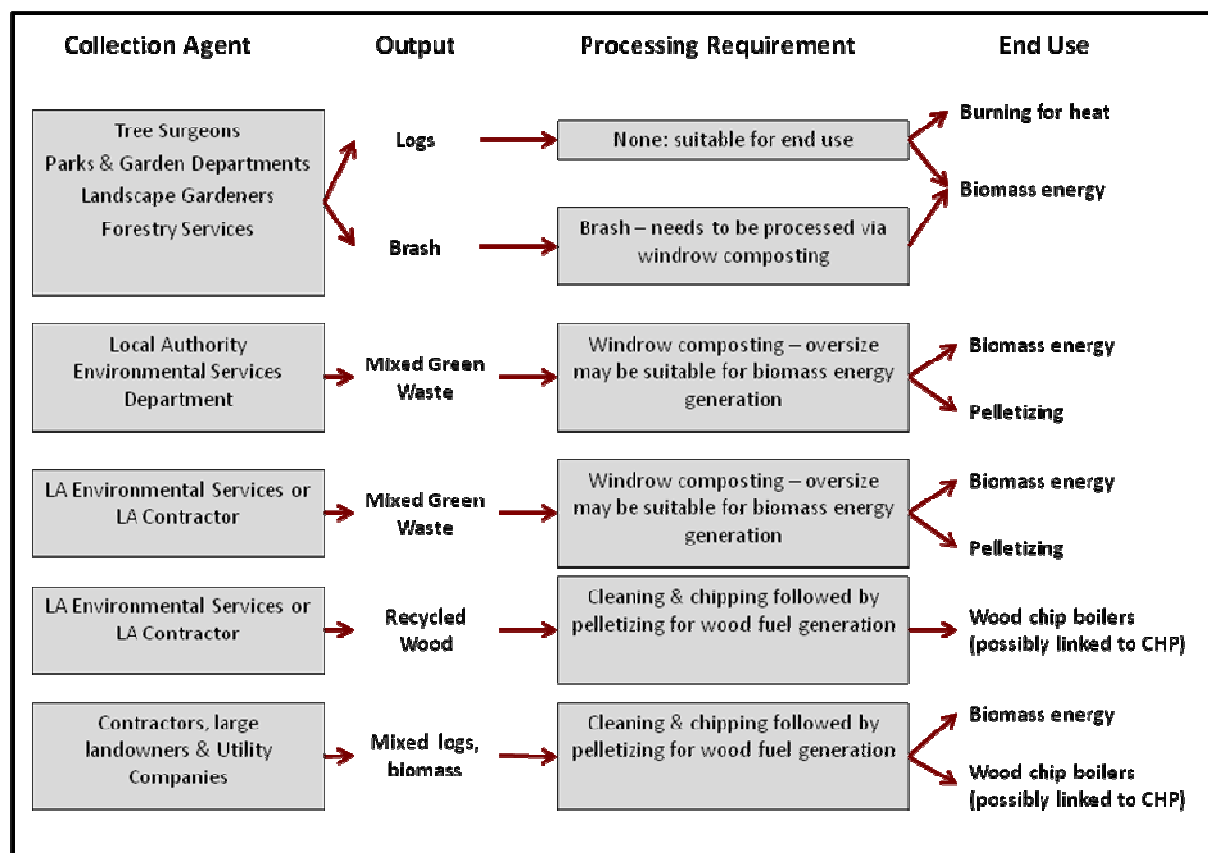 Collection Agent
Output
Processing Requirement
End Use
Tree Surgeons
Parks & Garden Departments
Landscape Gardeners
Forestry Services
Logs
None: suitable for end use
Burning for heat
Biomass energy
Brash
Brash – needs to be processed via
windrow composting
Local Authority
Environmental Services
Department
Mixed Green
Waste
Windrow composting – oversize
may be suitable for biomass energy
generation
Biomass energy
Pelletizing
LA Environmental Services or
LA Contractor
Mixed Green
Waste
Windrow composting – oversize
may be suitable for biomass energy
generation
Biomass energy
Pelletizing
LA Environmental Services or
LA Contractor
Recycled
Wood
Cleaning & chipping followed by
pelletizing for wood fuel generation
Wood chip boilers
(possibly linked to CHP)
Contractors, large
landowners & Utility
Companies
Mixed logs,
biomass
Cleaning & chipping followed by
pelletizing for wood fuel generation
Biomass energy
Wood chip boilers
(possibly linked to CHP)